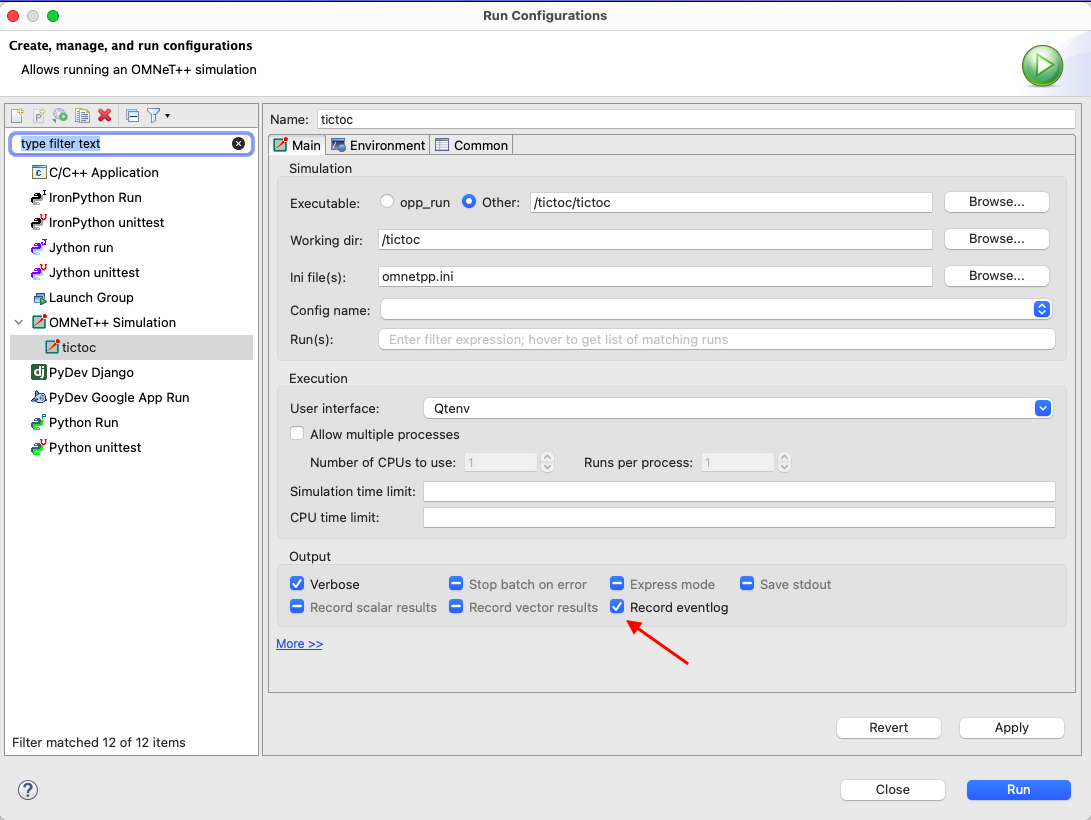 Run Configurations
Create, manage, and run configurations
Allows running an OMNeT++ simulation
type filter text
C/C++ Application
IronPython Run
IronPython unittest
Jython run
Jython unittest
Launch Group
OMNeT++ Simulation
tictoc
PyDev Django
PyDev Google App Run
Python Run
Python unittest
Filter matched 12 of 12 items
Name: tictoc
Main Environment Common
Simulation
Executable: opp_run Other: /tictoc/tictoc Browse...
Working dir: /tictoc Browse...
Ini file(s): omnetpp.ini Browse...
Config name:
Run(s): Enter filter expression; hover to get list of matching runs
Execution
User interface: Qtenv
Allow multiple processes
Number of CPUs to use: 1 Runs per process: 1
Simulation time limit:
CPU time limit:
Output
Verbose Stop batch on error Express mode Save stdout
Record scalar results Record vector results Record eventlog
More >>
Revert Apply
Close Run